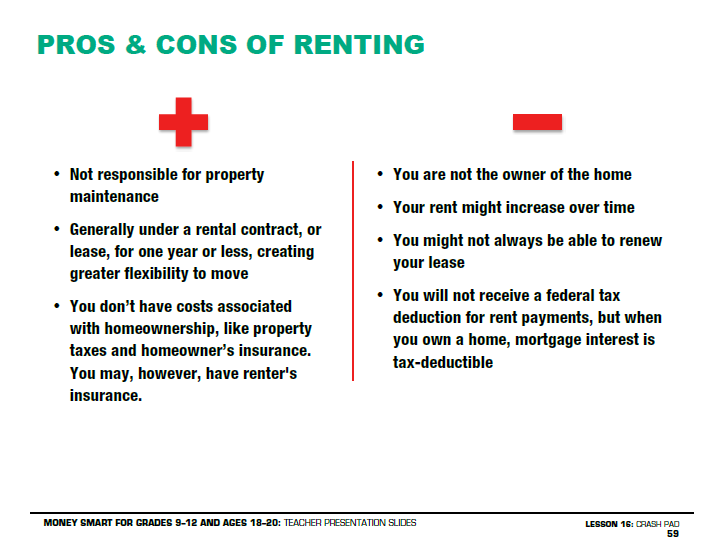 PROS & CONS OF RENTING
• Not responsible for property
maintenance
• Generally under a rental contract, or
lease, for one year or less, creating
greater flexibility to move
• You don’t have costs associated
with homeownership, like property
taxes and homeowner’s insurance.
You may, however, have renter's
insurance.
• You are not the owner of the home
• Your rent might increase over time
• You might not always be able to renew
your lease
• You will not receive a federal tax
deduction for rent payments, but when
you own a home, mortgage interest is
tax-deductible
MONEY SMART FOR GRADES 9–12 AND AGES 18–20: TEACHER PRESENTATION SLIDES
LESSON 16: CRASH PAD
59